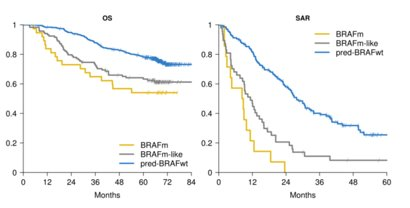 OS
1
0.8
0.6
0.4
0.2
0
BRAFm
BRAFm-like
pred-BRAFwt
0 12 24 36 48 60 72 84
Months
SAR
1
0.8
0.6
0.4
0.2
0
BRAFm
BRAFm-like
pred-BRAFwt
0 12 24 36 48 60
Months